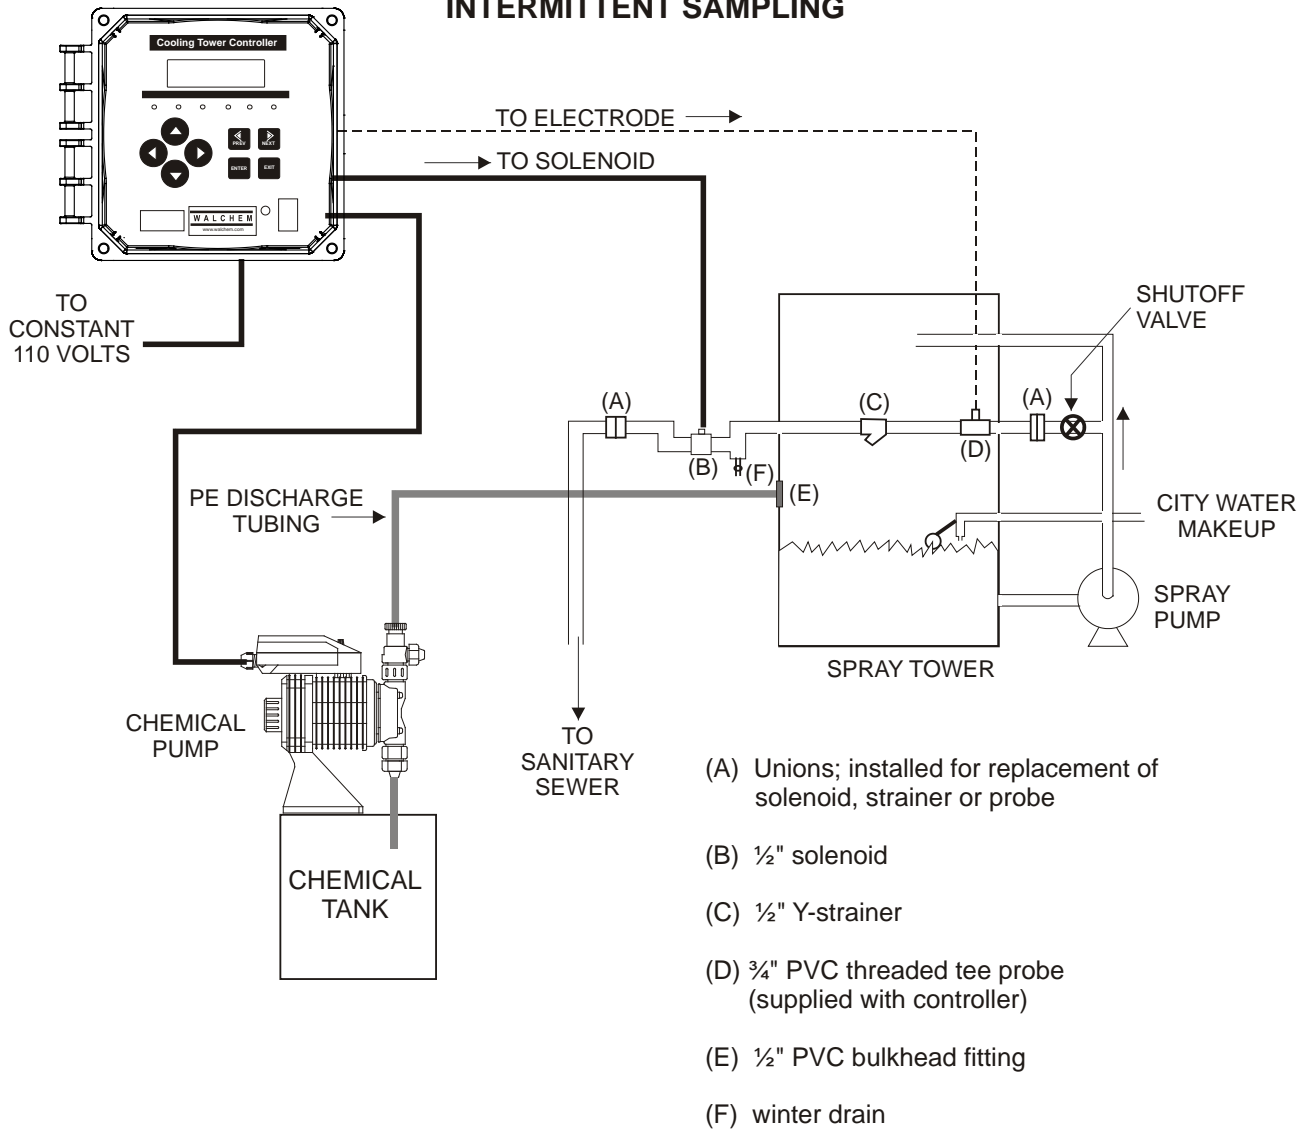 INTERMITTENT SAMPLING
Cooling Tower Controller
PREV
NEXT
ENTER
EXIT
WALCHEM
www.walchem.com
TO ELECTRODE
TO SOLENOID
TO
CONSTANT
110 VOLTS
SHUTOFF
VALVE
(A)
(C)
(A)
(B)
(F)
(D)
(E)
PE DISCHARGE
TUBING
CITY WATER
MAKEUP
SPRAY
PUMP
SPRAY TOWER
CHEMICAL
PUMP
TO
SANITARY
SEWER
CHEMICAL
TANK
(A) Unions; installed for replacement of
solenoid, strainer or probe
(B) ½" solenoid
(C) ½" Y-strainer
(D) ¾" PVC threaded tee probe
(supplied with controller)
(E) ½" PVC bulkhead fitting
(F) winter drain